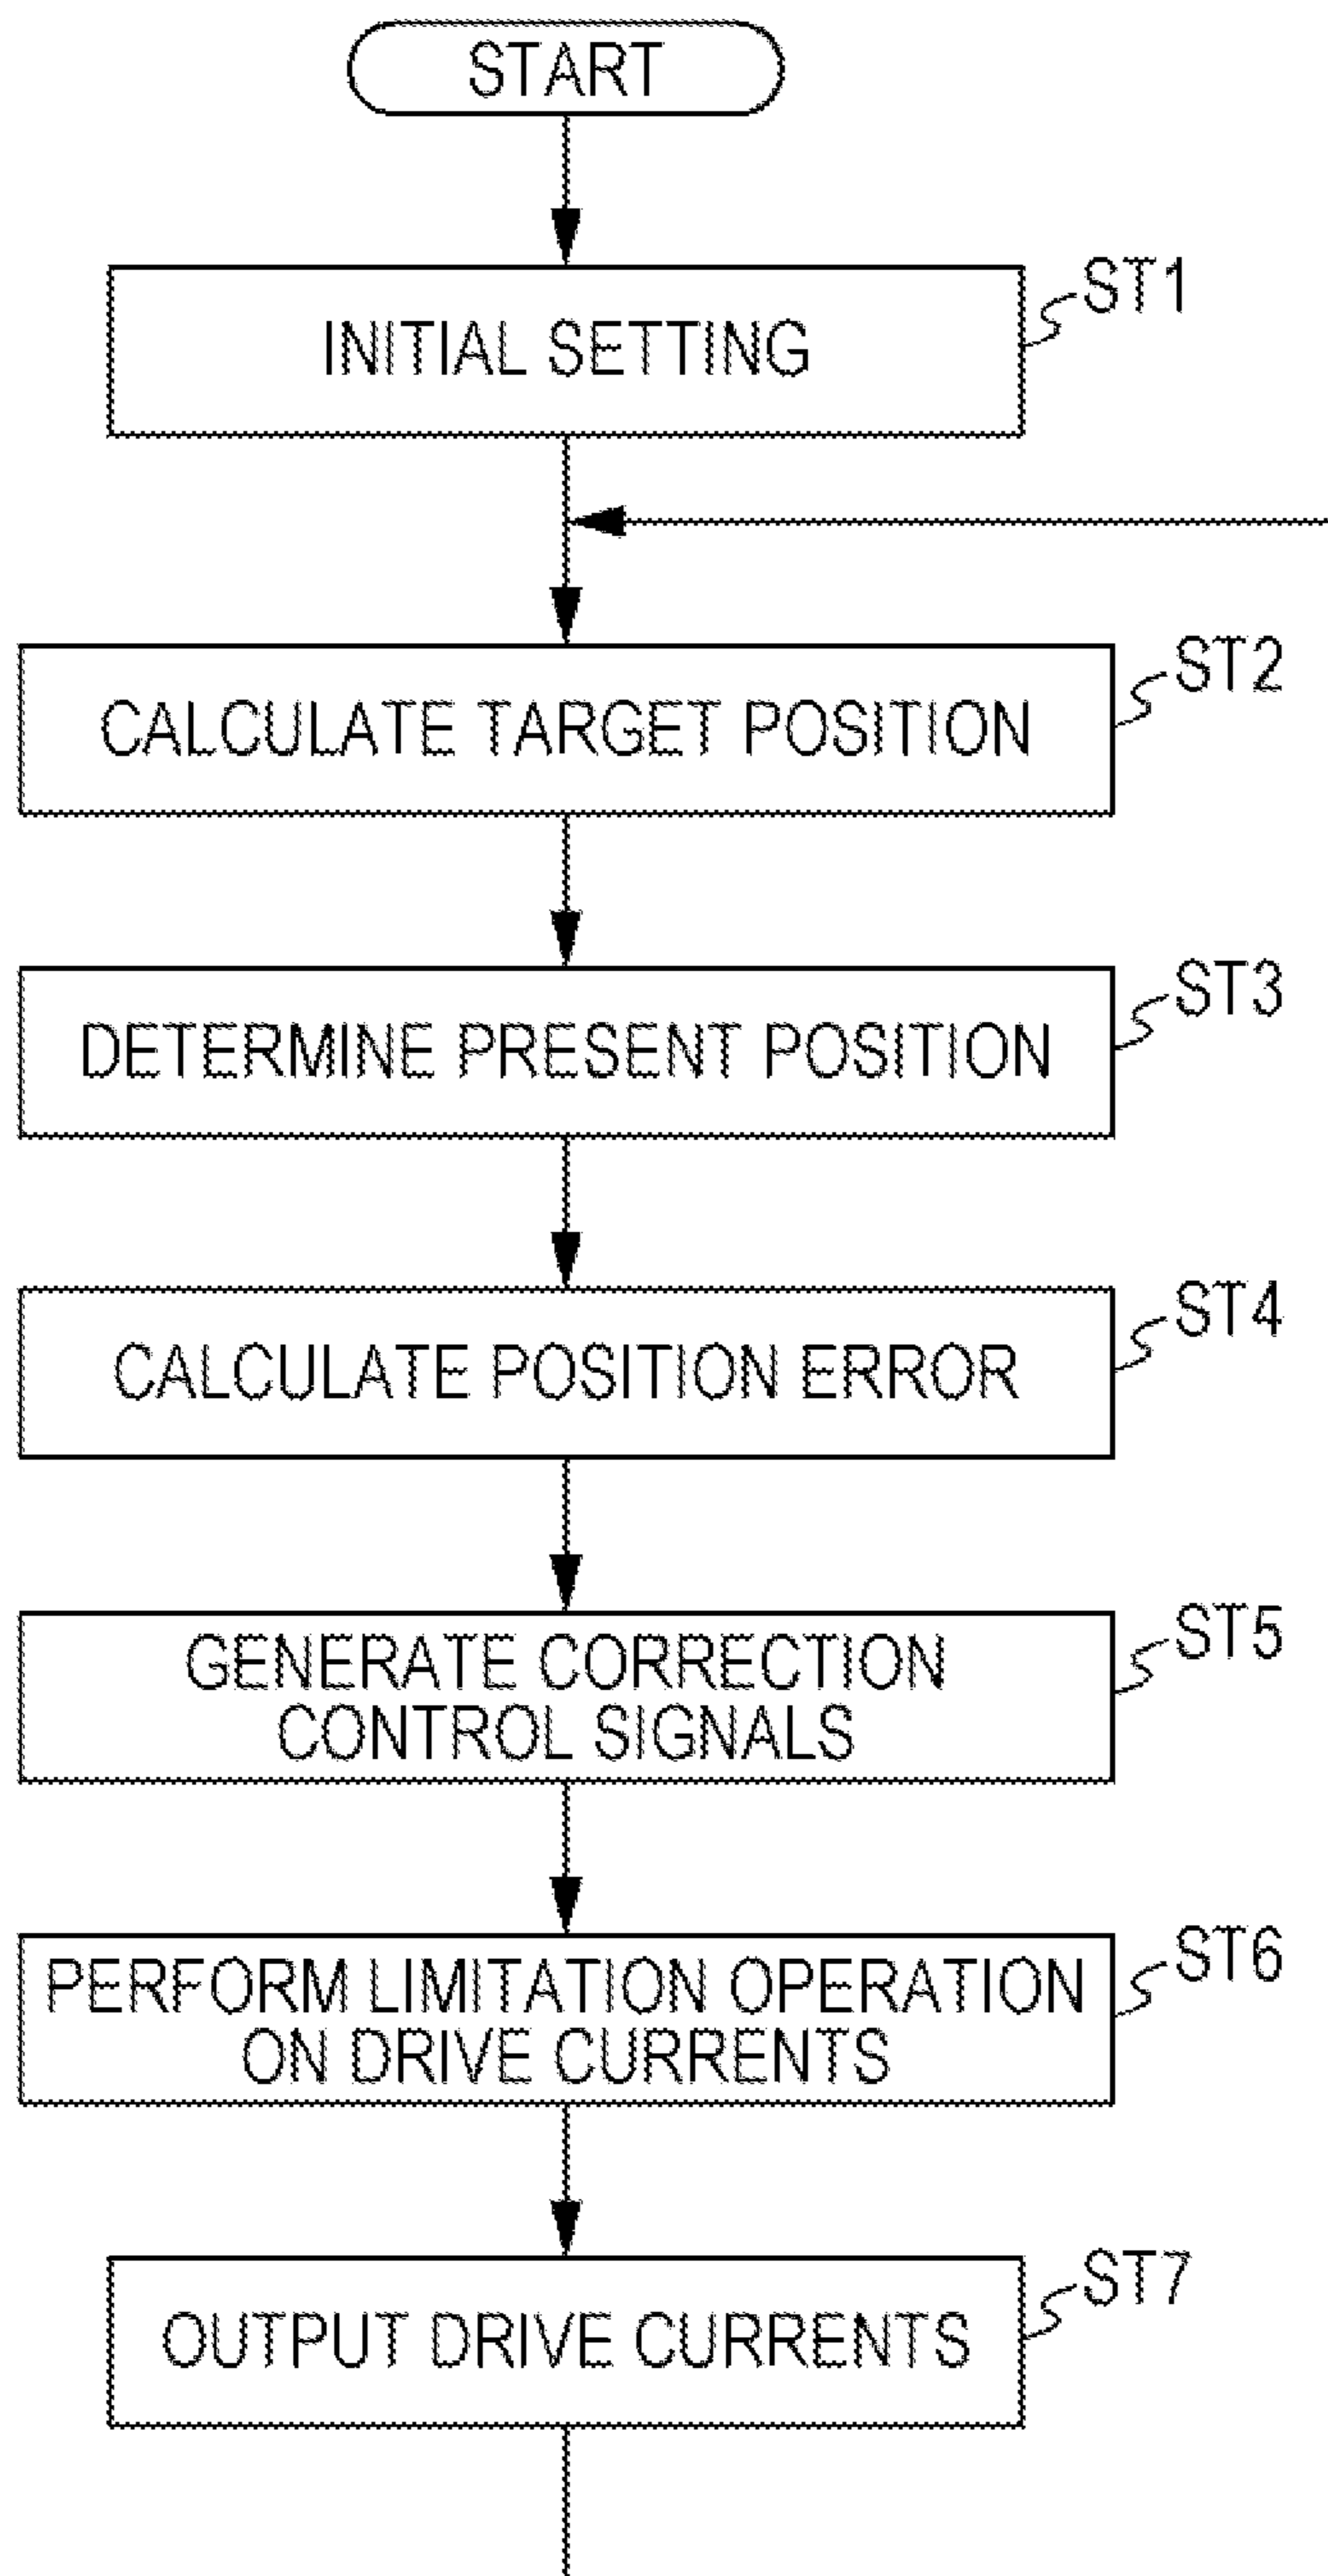 START
INITIAL SETTING
ST1
CALCULATE TARGET POSITION
ST2
DETERMINE PRESENT POSITION
ST3
CALCULATE POSITION ERROR
ST4
GENERATE CORRECTION
CONTROL SIGNALS
ST5
PERFORM LIMITATION OPERATION
ON DRIVE CURRENTS
ST6
OUTPUT DRIVE CURRENTS
ST7